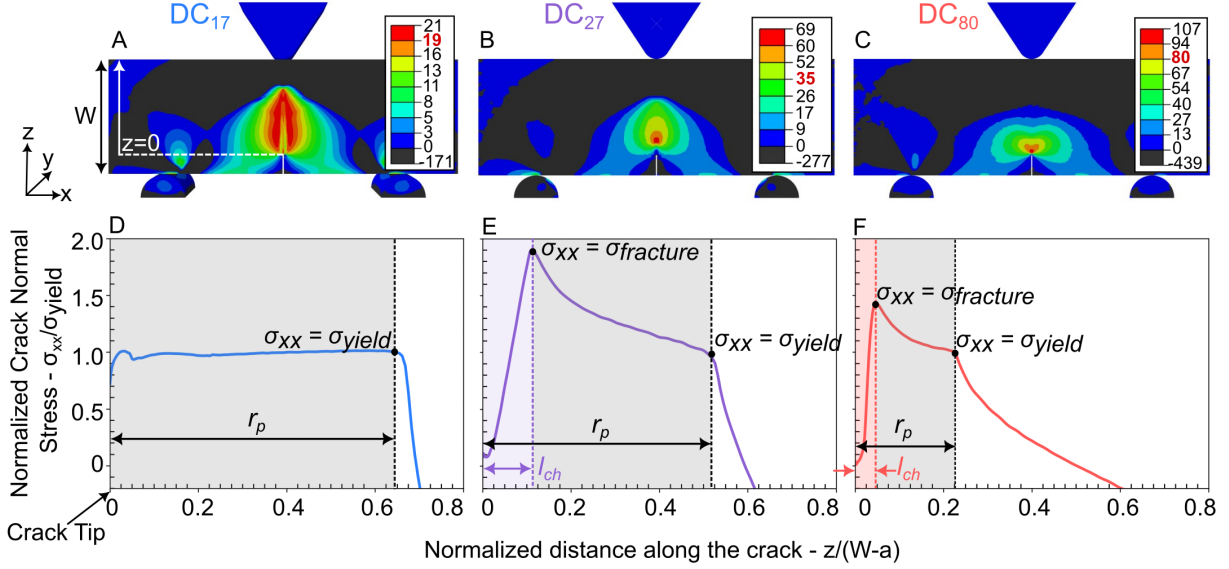 DC17
DC27
DC80
A
21
19
16
13
11
8
5
3
0
-171
W
z=0
z
y
x
B
69
60
52
35
26
17
9
0
-277
C
107
94
80
67
54
40
27
13
0
-439
D
E
F
Normalized Crack Normal
Stress - σxx/σyield
2.0
1.5
1.0
0.5
0
σxx = σyield
rp
σxx = σfracture
σxx = σyield
rp
lch
σxx = σfracture
σxx = σyield
rp
lch
0 0.2 0.4 0.6 0.8
0 0.2 0.4 0.6 0.8
0 0.2 0.4 0.6 0.8
Crack Tip
Normalized distance along the crack - z/(W-a)